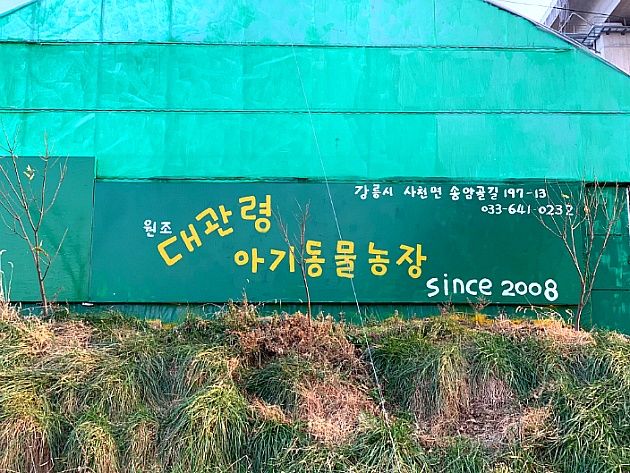 원조
대관령
아기동물농장
강릉시 사천면 송암골길 197-13
033-641-0232
since 2008